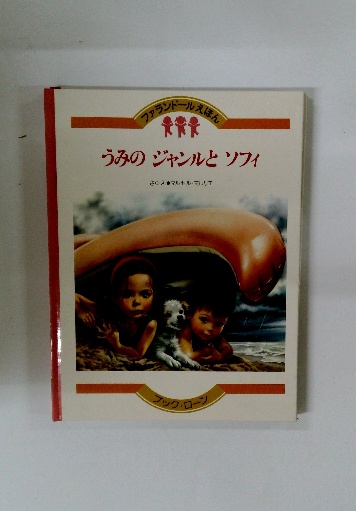 ファランドールえほん
うみの ジャンルと ソフィ
ブック・ローン